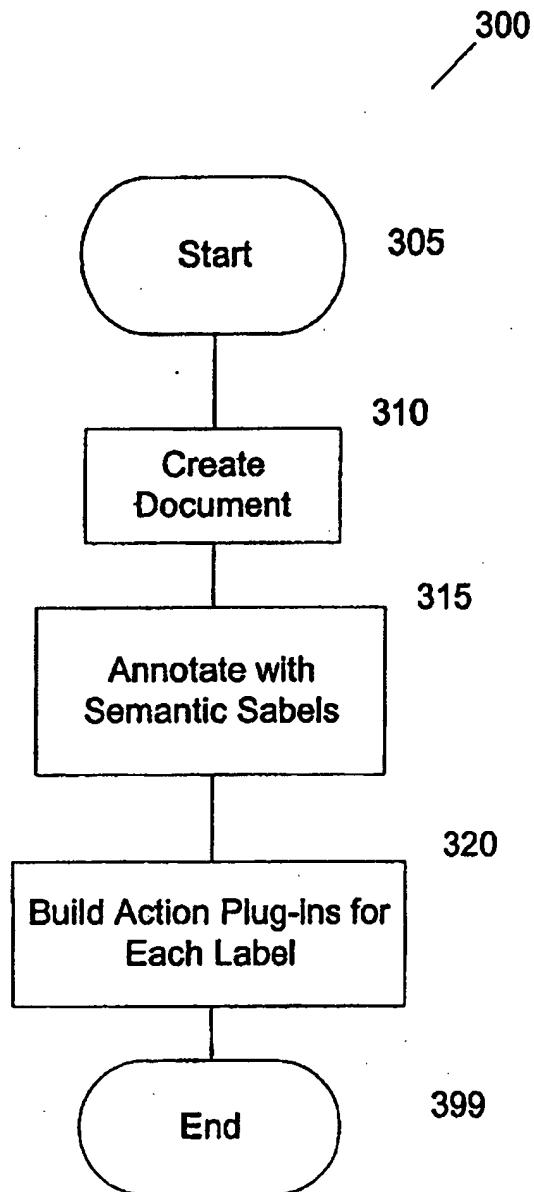 300
Start
305
310
Create
Document
315
Annotate with
Semantic Sabels
320
Build Action Plug-ins for
Each Label
End
399